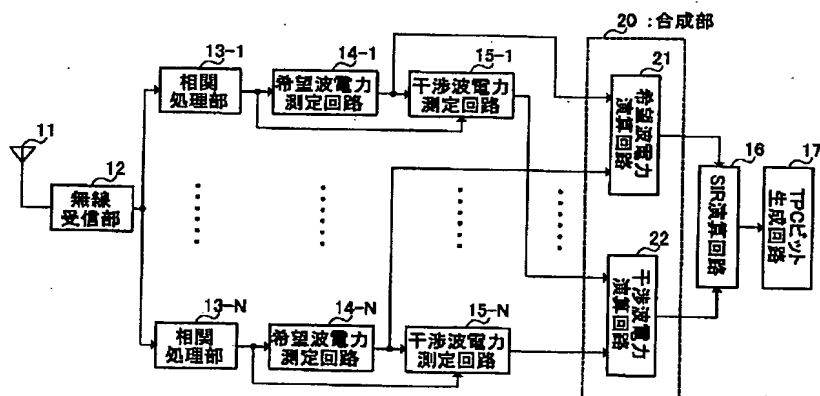 20:合成部
13-1
相関
処理部
14-1
希望波電力
測定回路
15-1
干渉波電力
測定回路
21
希望波電力
演算回路
11
12
無線
受信部
16
SIR演算回路
17
TPCビット
生成回路
22
干渉波電力
演算回路
13-N
相関
処理部
14-N
希望波電力
測定回路
15-N
干渉波電力
測定回路